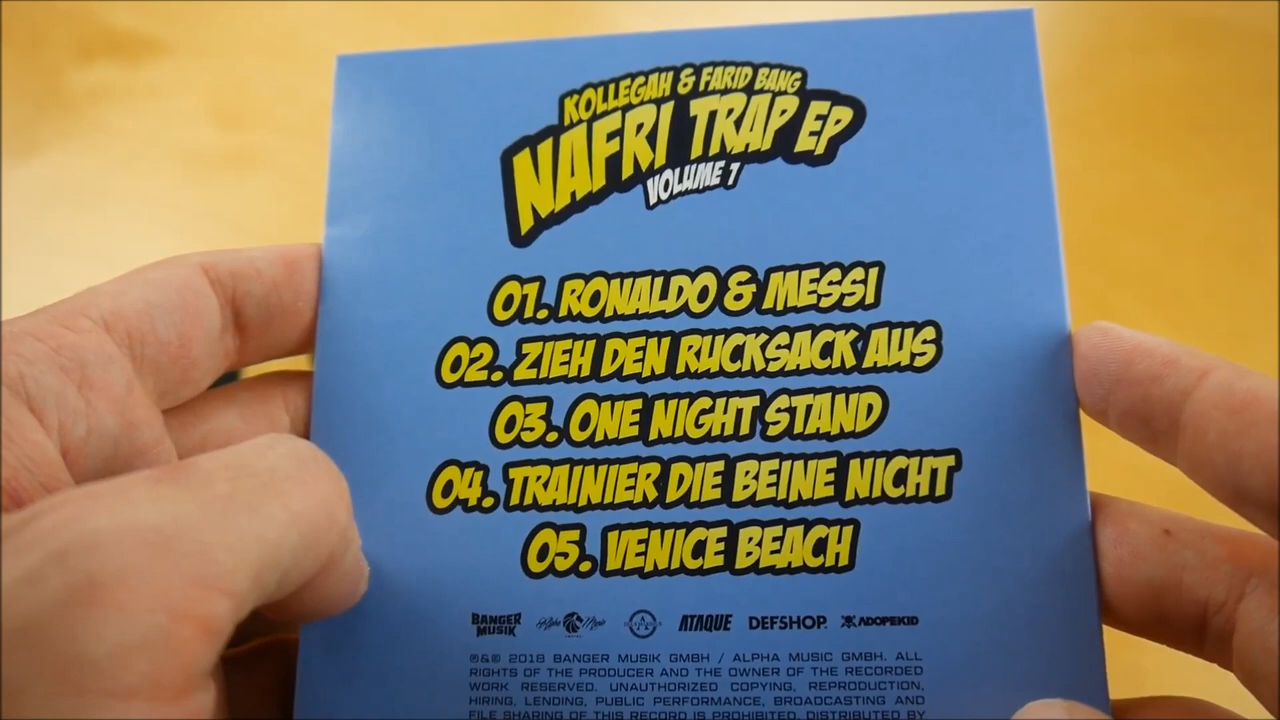 KOLLEGAH & FARID BANG
NAFRI TRAP EP
VOLUME 1
01. RONALDO & MESSI
02. ZIEH DEN RUCKSACK AUS
03. ONE NIGHT STAND
04. TRAINIER DIE BEINE NICHT
05. VENICE BEACH
BANGER MUSIK Alpha Music EMPIRE ATAQUE DEFSHOP. ADOPEKID
℗&© 2018 BANGER MUSIK GMBH / ALPHA MUSIC GMBH. ALL
RIGHTS OF THE PRODUCER AND THE OWNER OF THE RECORDED
WORK RESERVED. UNAUTHORIZED COPYING, REPRODUCTION,
HIRING, LENDING, PUBLIC PERFORMANCE, BROADCASTING AND
FILE SHARING OF THIS RECORD IS PROHIBITED. DISTRIBUTED BY